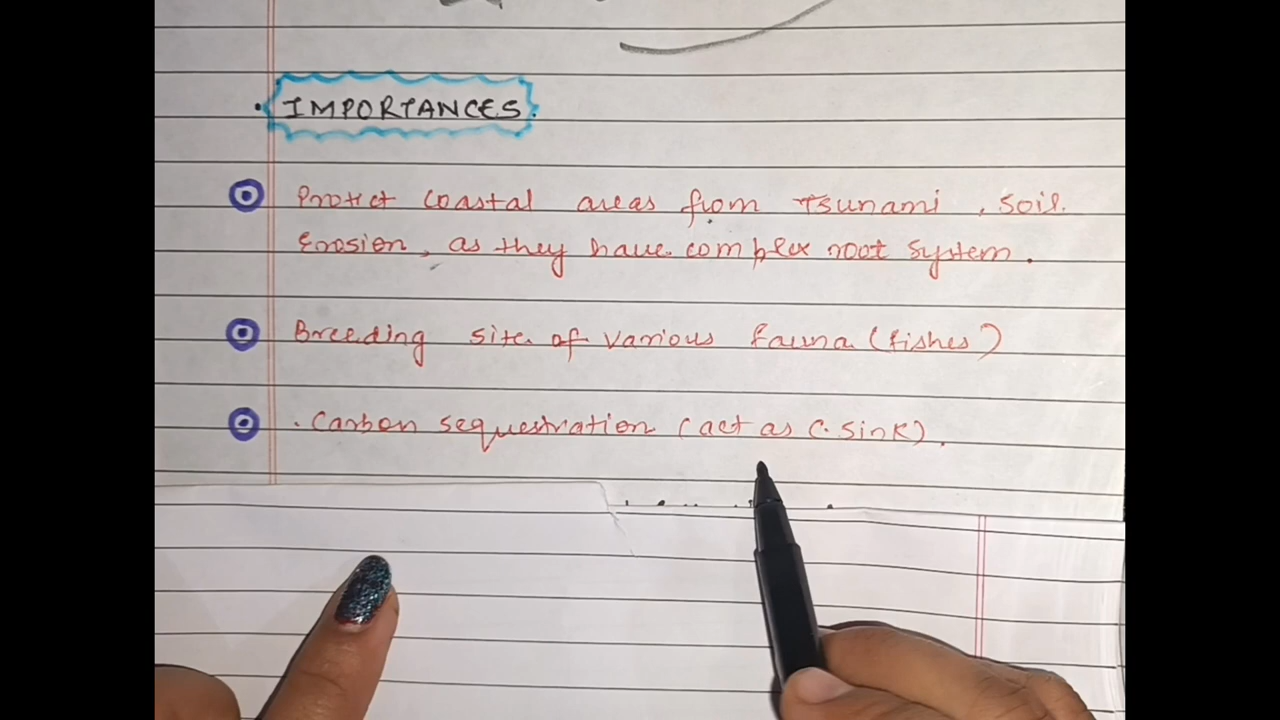 IMPORTANCES
Protect coastal areas from Tsunami, soil
Erosion, as they have complex root system.
Breeding site of various fauna (fishes)
Carbon sequestration (act as C. sink).